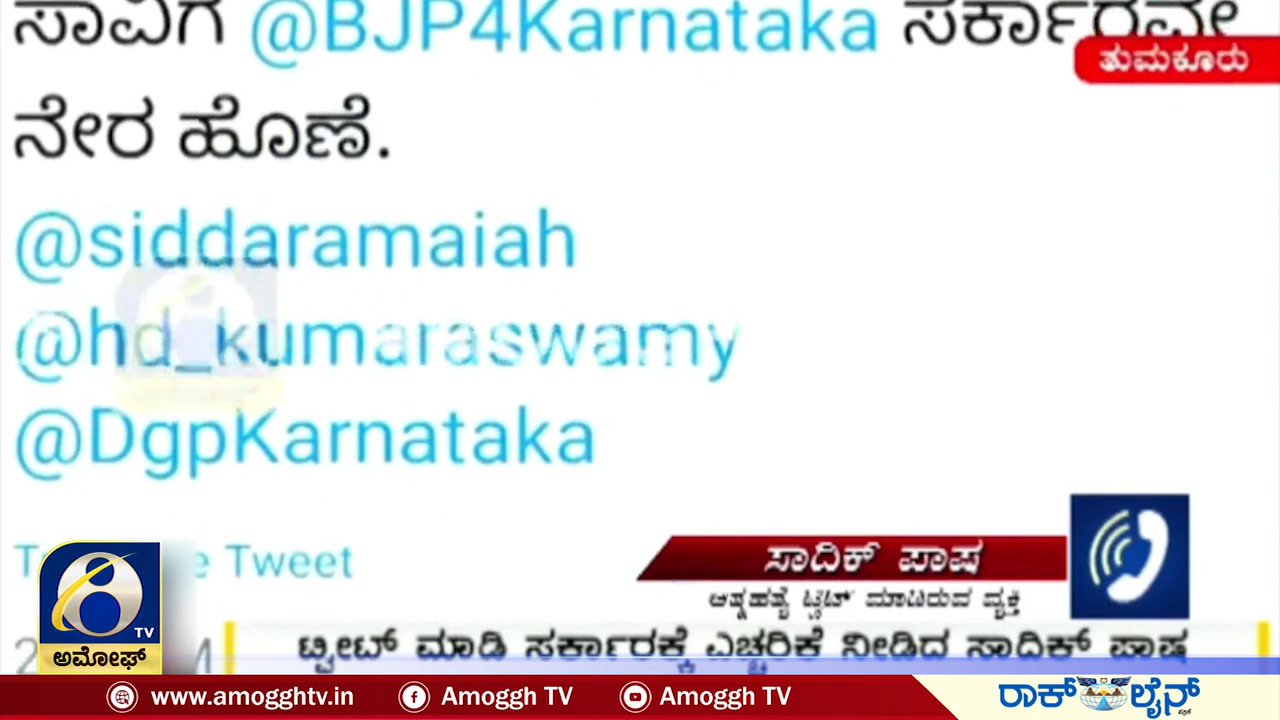 ಸಾವಿಗೆ @BJP4Karnataka ಸರ್ಕಾರವೇ
ತುಮಕೂರು
ನೇರ ಹೊಣೆ.
@siddaramaiah
@hd_kumaraswamy
@DgpKarnataka
Tweet
ಸಾದಿಕ್ ಪಾಷ
ಆತ್ಮಹತ್ಯೆ ಟ್ವಿಟ್ ಮಾಡಿರುವ ವ್ಯಕ್ತಿ
ಟ್ವೀಟ್ ಮಾಡಿ ಸರ್ಕಾರಕ್ಕೆ ಎಚ್ಚರಿಕೆ ನೀಡಿದ ಸಾದಿಕ್ ಪಾಷ
TV
ಅಮೋಘ್
www.amogghtv.in Amoggh TV Amoggh TV ರಾಕ್ ಲೈನ್